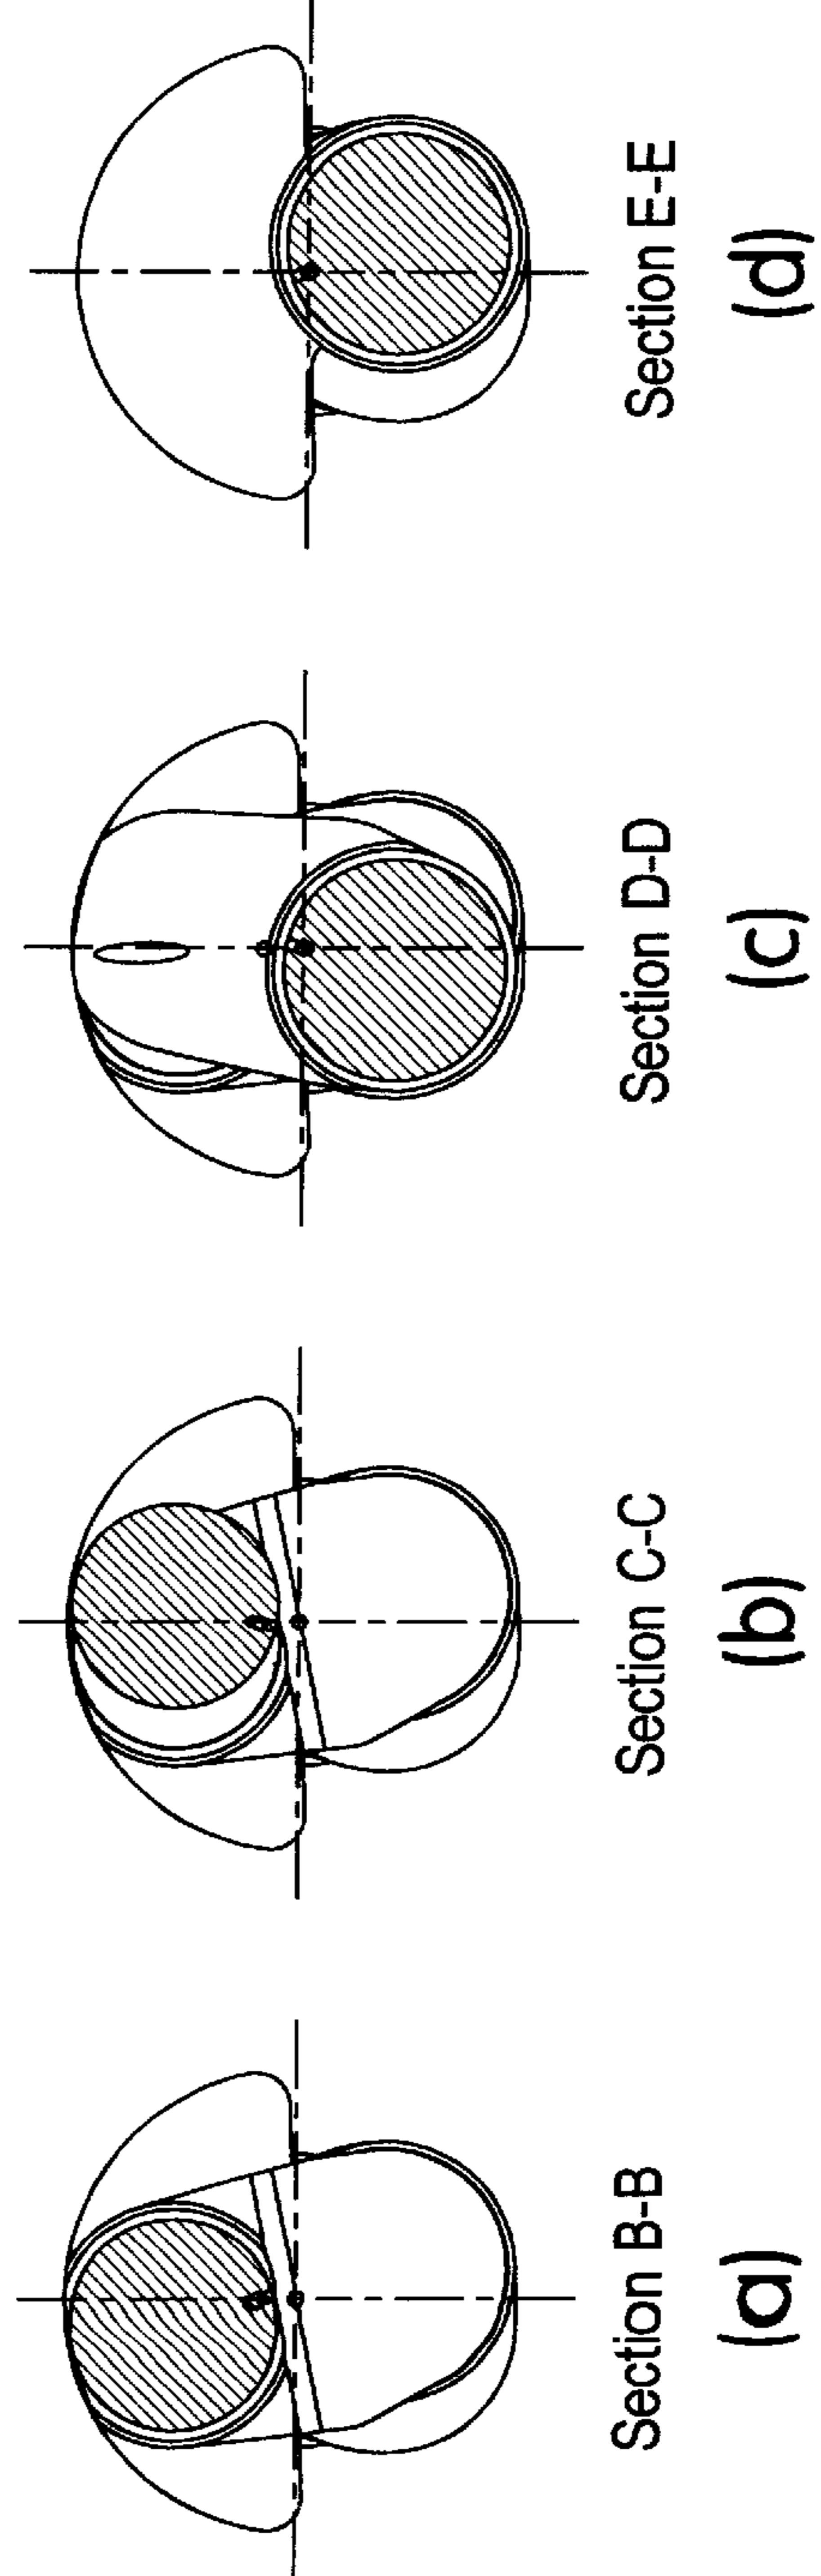 Section B-B
(a)
Section C-C
(b)
Section D-D
(c)
Section E-E
(d)